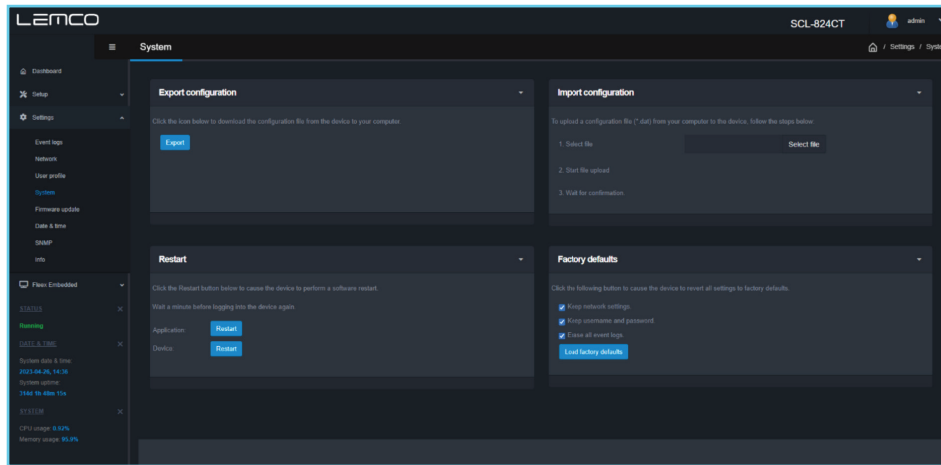 LEMCO
SCL-824CT
admin
System
/ Settings / Syste
Dashboard
Setup
Settings
Event logs
Network
User profile
System
Firmware update
Date & time
SNMP
Info
Fleex Embedded
STATUS
Running
DATE & TIME
System date & time:
2023-04-26, 14:30
System uptime:
314d 1h 48m 15s
SYSTEM
CPU usage: 0.52%
Memory usage: 95.9%
Export configuration
Click the icon below to download the configuration file from the device to your computer.
Export
Import configuration
To upload a configuration file (*.dat) from your computer to the device, follow the steps below.
1. Select file
Select file
2. Start file upload
3. Wait for confirmation
Restart
Click the Restart button below to cause the device to perform a software restart.
Wait a minute before logging into the device again.
Application:
Restart
Device:
Restart
Factory defaults
Click the following button to cause the device to revert all settings to factory defaults.
Keep network settings.
Keep username and password.
Erase all event logs.
Load factory defaults